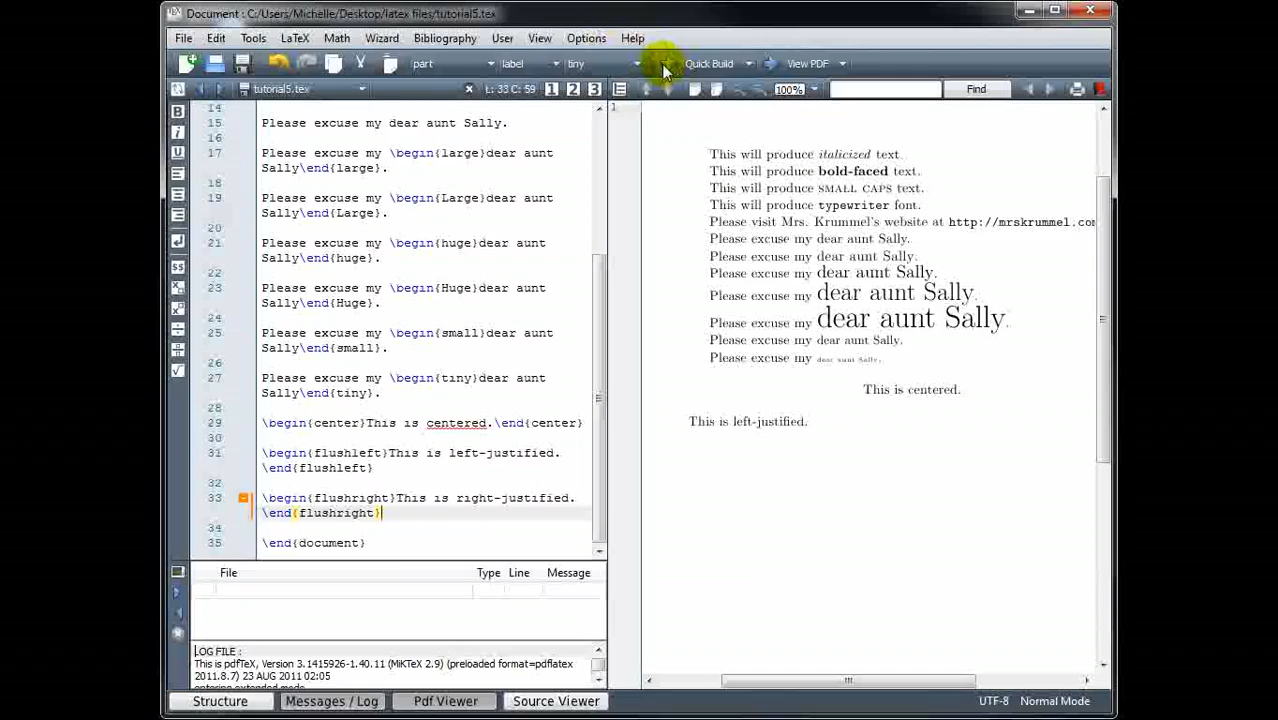 Document : C:/Users/Michelle/Desktop/latex files/tutorial5.tex
File Edit Tools LaTeX Math Wizard Bibliography User View Options Help
part label tiny Quick Build View PDF
tutorial5.tex L: 33 C: 59 1 2 3 100% Find
14
15 Please excuse my dear aunt Sally.
16
17 Please excuse my \begin{large}dear aunt
Sally\end{large}.
18
19 Please excuse my \begin{Large}dear aunt
Sally\end{Large}.
20
21 Please excuse my \begin{huge}dear aunt
Sally\end{huge}.
22
23 Please excuse my \begin{Huge}dear aunt
Sally\end{Huge}.
24
25 Please excuse my \begin{small}dear aunt
Sally\end{small}.
26
27 Please excuse my \begin{tiny}dear aunt
Sally\end{tiny}.
28
29 \begin{center}This is centered.\end{center}
30
31 \begin{flushleft}This is left-justified.
\end{flushleft}
32
33 \begin{flushright}This is right-justified.
\end{flushright}
34
35 \end{document}
1
This will produce italicized text.
This will produce bold-faced text.
This will produce SMALL CAPS text.
This will produce typewriter font.
Please visit Mrs. Krummel's website at http://mrskrummel.com
Please excuse my dear aunt Sally.
Please excuse my dear aunt Sally.
Please excuse my dear aunt Sally.
Please excuse my dear aunt Sally.
Please excuse my dear aunt Sally.
Please excuse my dear aunt Sally.
Please excuse my dear aunt Sally.
This is centered.
This is left-justified.
File Type Line Message
LOG FILE :
This is pdfTeX, Version 3.1415926-1.40.11 (MiKTeX 2.9) (preloaded format=pdflatex
2011.8.7) 23 AUG 2011 02:05
entering extended mode
Structure Messages / Log Pdf Viewer Source Viewer UTF-8 Normal Mode